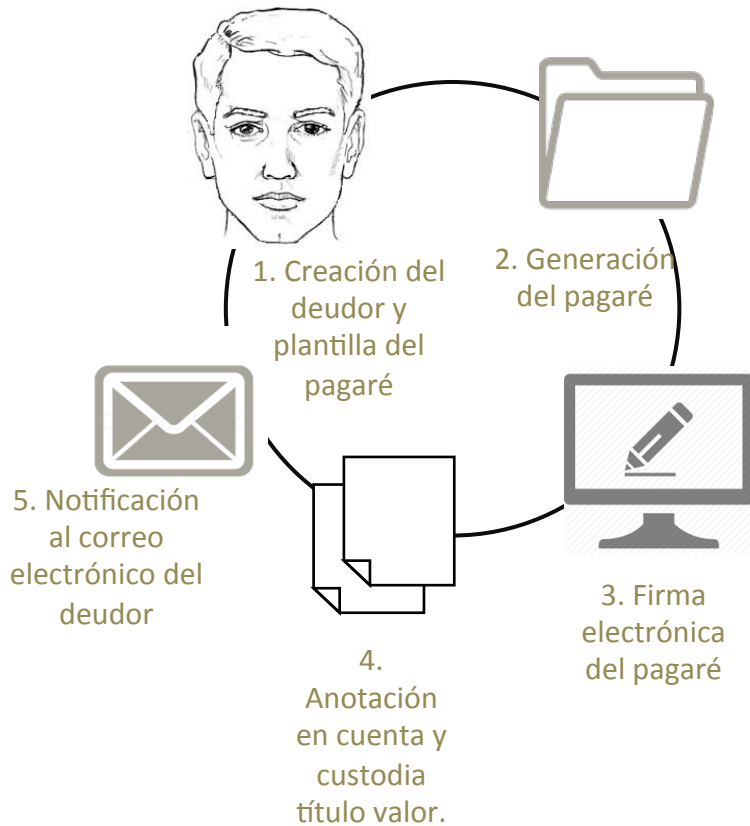 1. Creación del
deudor y
plantilla del
pagaré
2. Generación
del pagaré
3. Firma
electrónica
del pagaré
4.
Anotación
en cuenta y
custodia
título valor.
5. Notificación
al correo
electrónico del
deudor